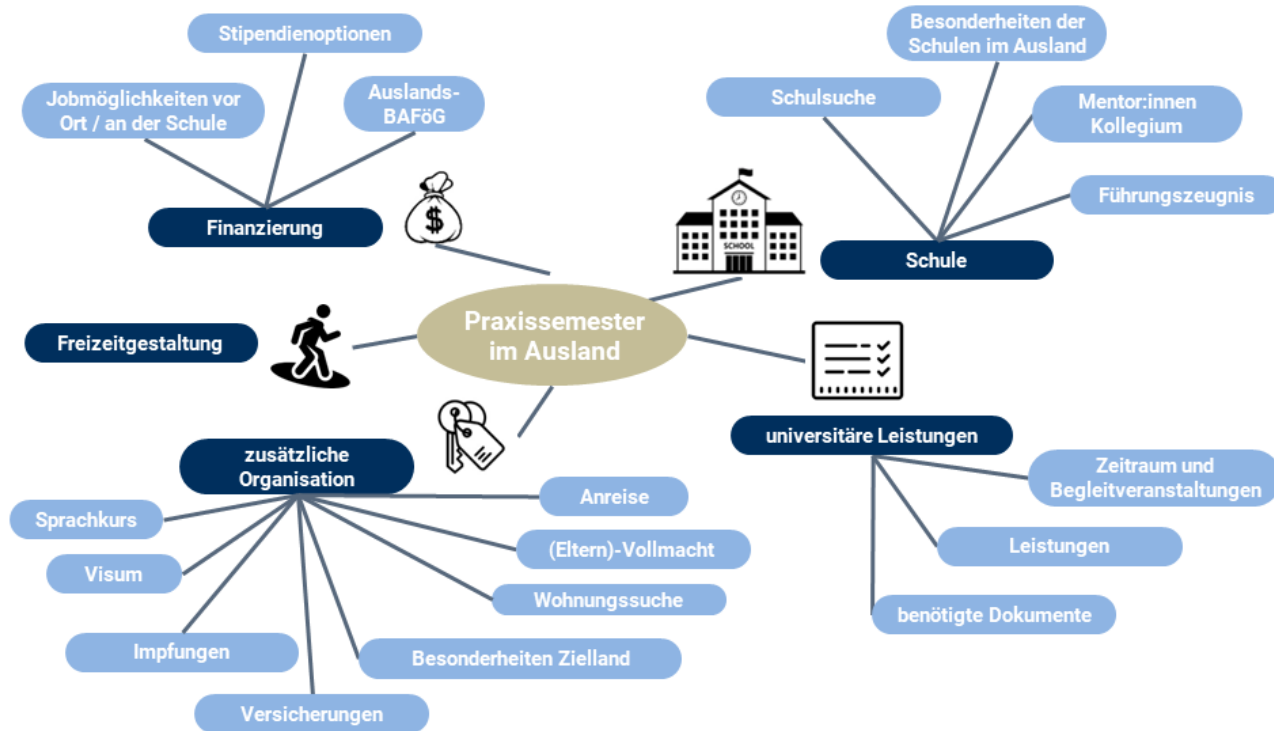 Stipendienoptionen
Jobmöglichkeiten vor
Ort / an der Schule
Auslands-
BAFöG
Finanzierung
$
Besonderheiten der
Schulen im Ausland
Schulsuche
Mentor:innen
Kollegium
Führungszeugnis
SCHOOL
Schule
Praxissemester
im Ausland
Freizeitgestaltung
zusätzliche
Organisation
Sprachkurs
Visum
Impfungen
Versicherungen
Besonderheiten Zielland
Wohnungssuche
(Eltern)-Vollmacht
Anreise
universitäre Leistungen
Zeitraum und
Begleitveranstaltungen
Leistungen
benötigte Dokumente